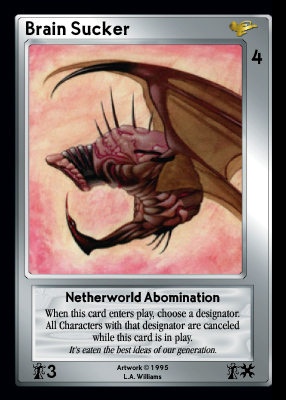 Brain Sucker
4
Netherworld Abomination
When this card enters play, choose a designator.
All Characters with that designator are canceled
while this card is in play.
It's eaten the best ideas of our generation.
Artwork © 1995
L.A. Williams
3